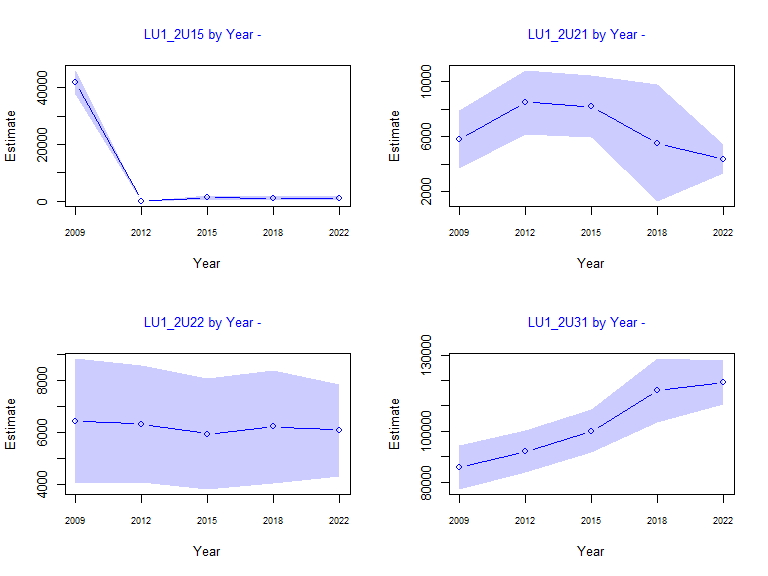 LU1_2U15 by Year -
Estimate
40000
20000
0
2009 2012 2015 2018 2022
Year
LU1_2U21 by Year -
Estimate
10000
6000
2000
2009 2012 2015 2018 2022
Year
LU1_2U22 by Year -
Estimate
8000
6000
4000
2009 2012 2015 2018 2022
Year
LU1_2U31 by Year -
Estimate
130000
100000
80000
2009 2012 2015 2018 2022
Year